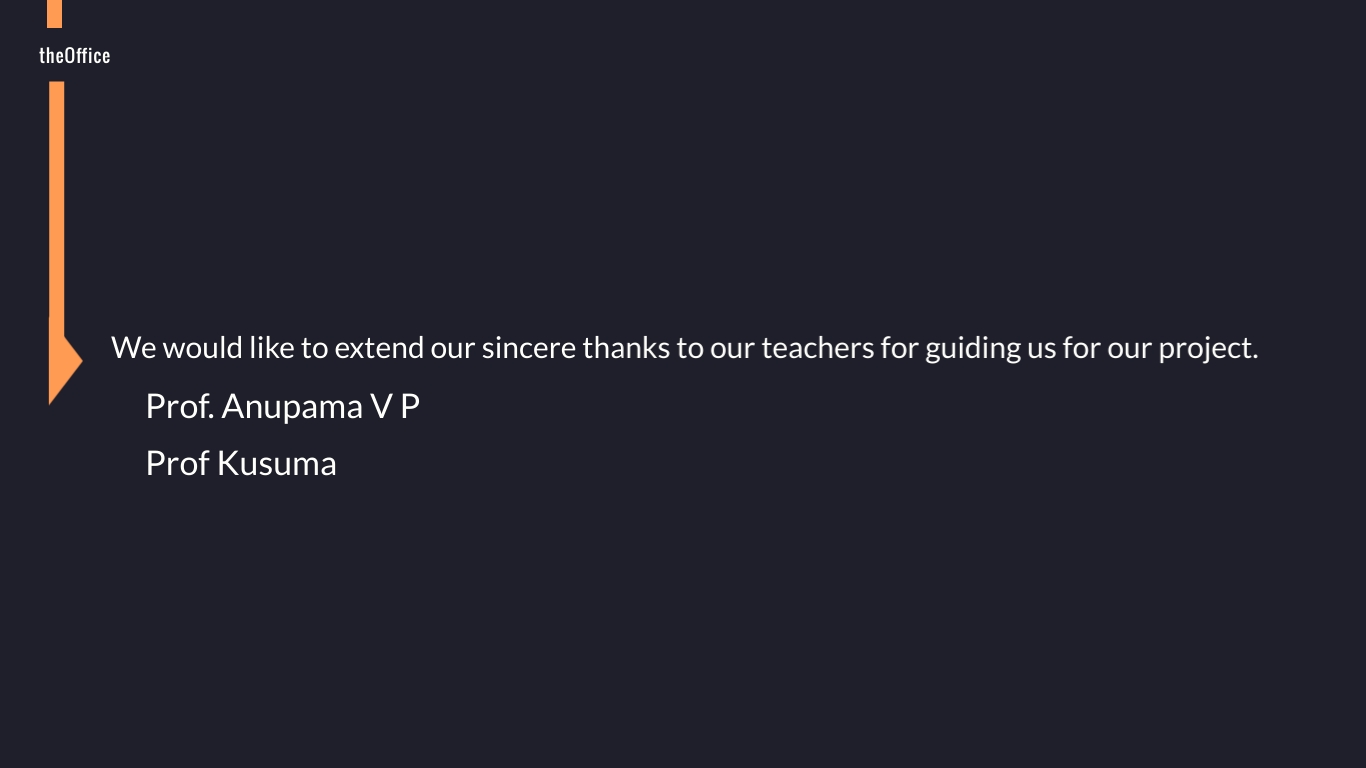 theOffice
We would like to extend our sincere thanks to our teachers for guiding us for our project.
Prof. Anupama V P
Prof Kusuma